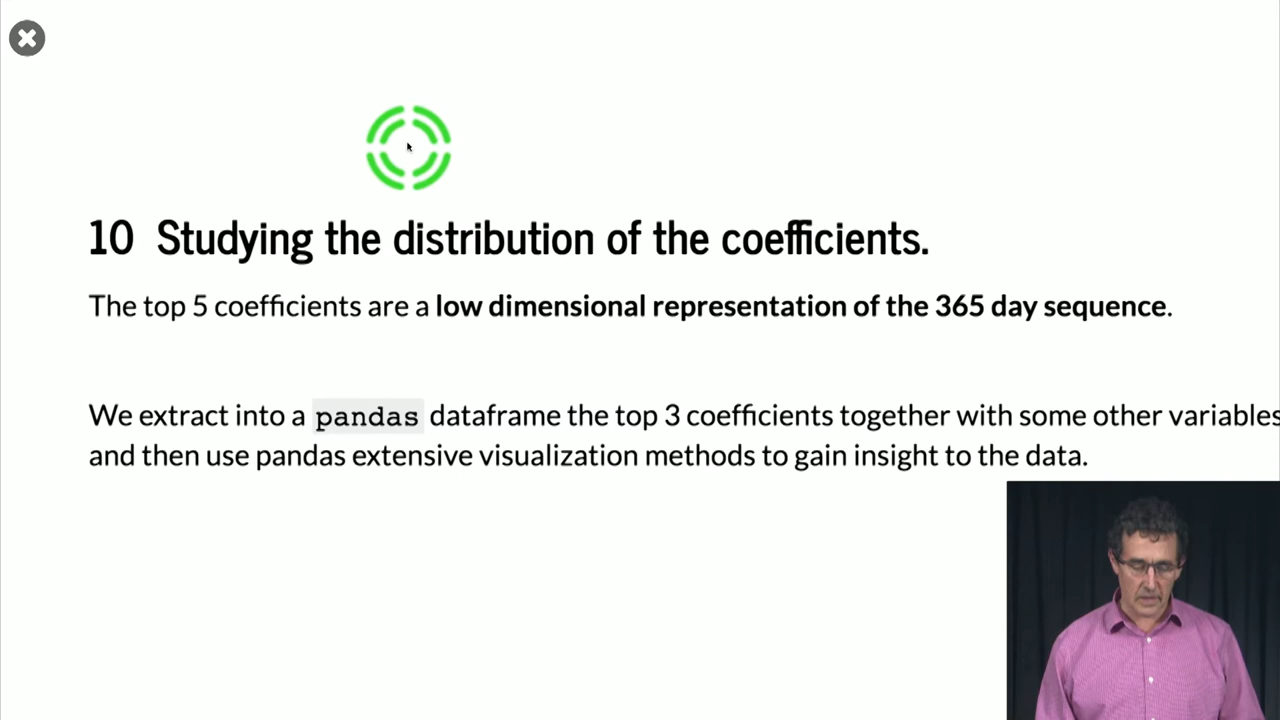 10 Studying the distribution of the coefficients.
The top 5 coefficients are a low dimensional representation of the 365 day sequence.
We extract into a pandas dataframe the top 3 coefficients together with some other variables
and then use pandas extensive visualization methods to gain insight to the data.